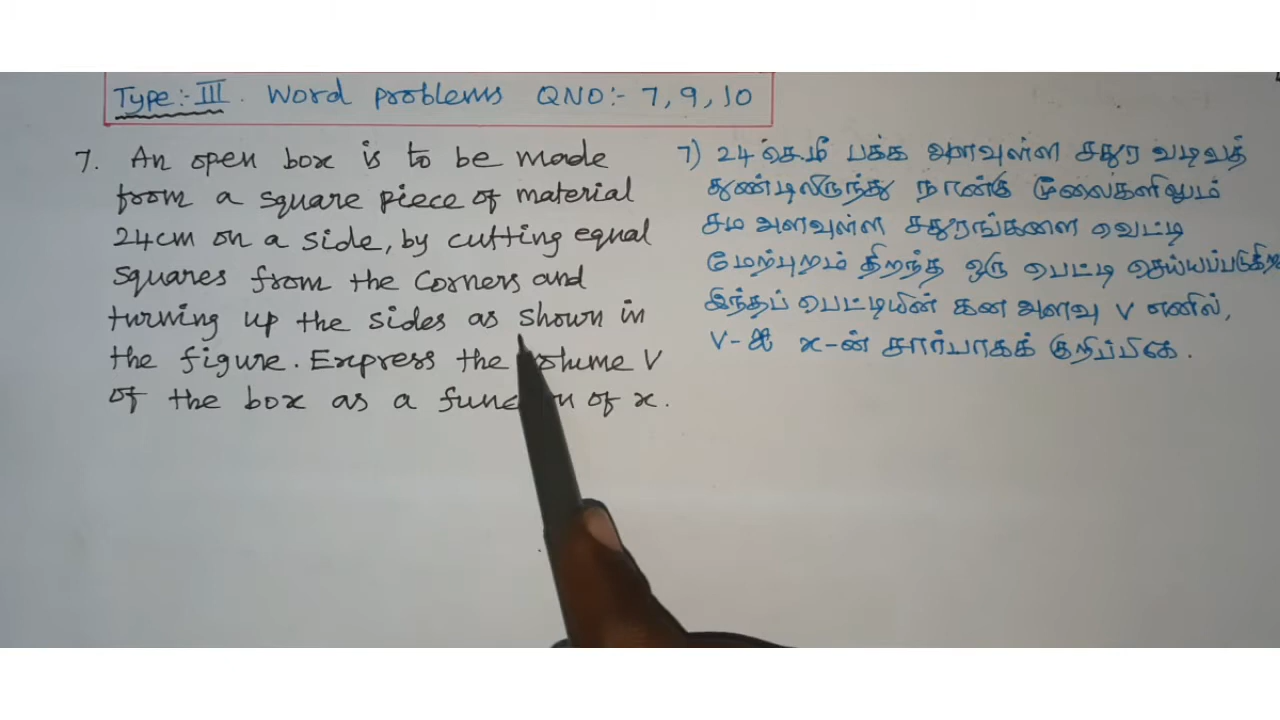 Type:- III. Word problems QNO:- 7, 9, 10
7. An open box is to be made
from a square piece of material
24cm on a side, by cutting equal
squares from the corners and
turning up the sides as shown in
the figure. Express the volume V
of the box as a function of x.
7) 24 செ.மீ பக்க அளவுள்ள சதுர வடிவத்
துண்டிலிருந்து நான்கு மூலைகளிலும்
சம அளவுள்ள சதுரங்களை வெட்டி
மேற்புறம் திறந்த ஒரு பெட்டி
இந்தப் பெட்டியின் கன அளவு V எனில்,
V-ஐ x-ன் சார்பாகக் குறிப்பிடுக.